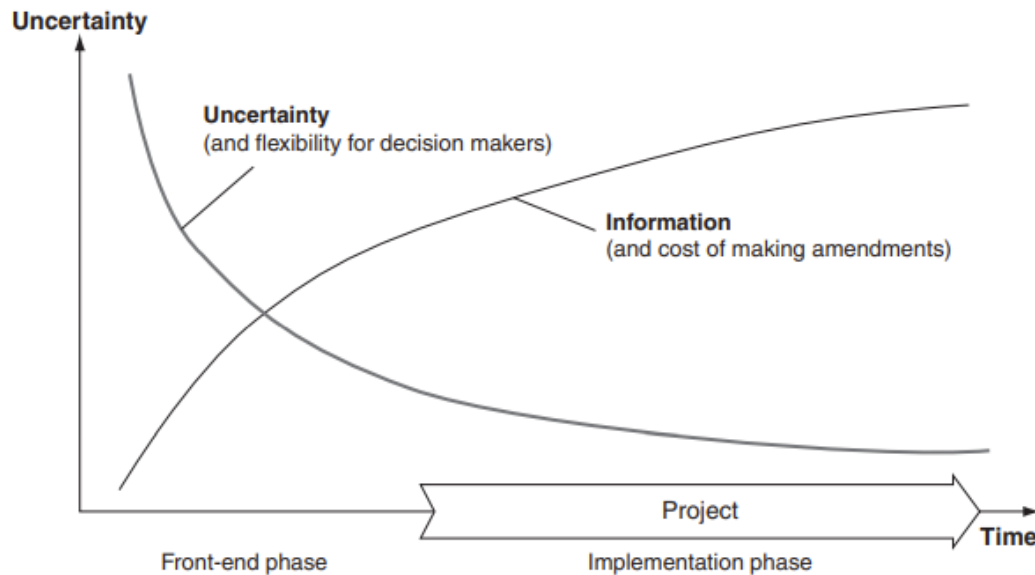 Uncertainty
Uncertainty
(and flexibility for decision makers)
Information
(and cost of making amendments)
Project
Time
Front-end phase
Implementation phase